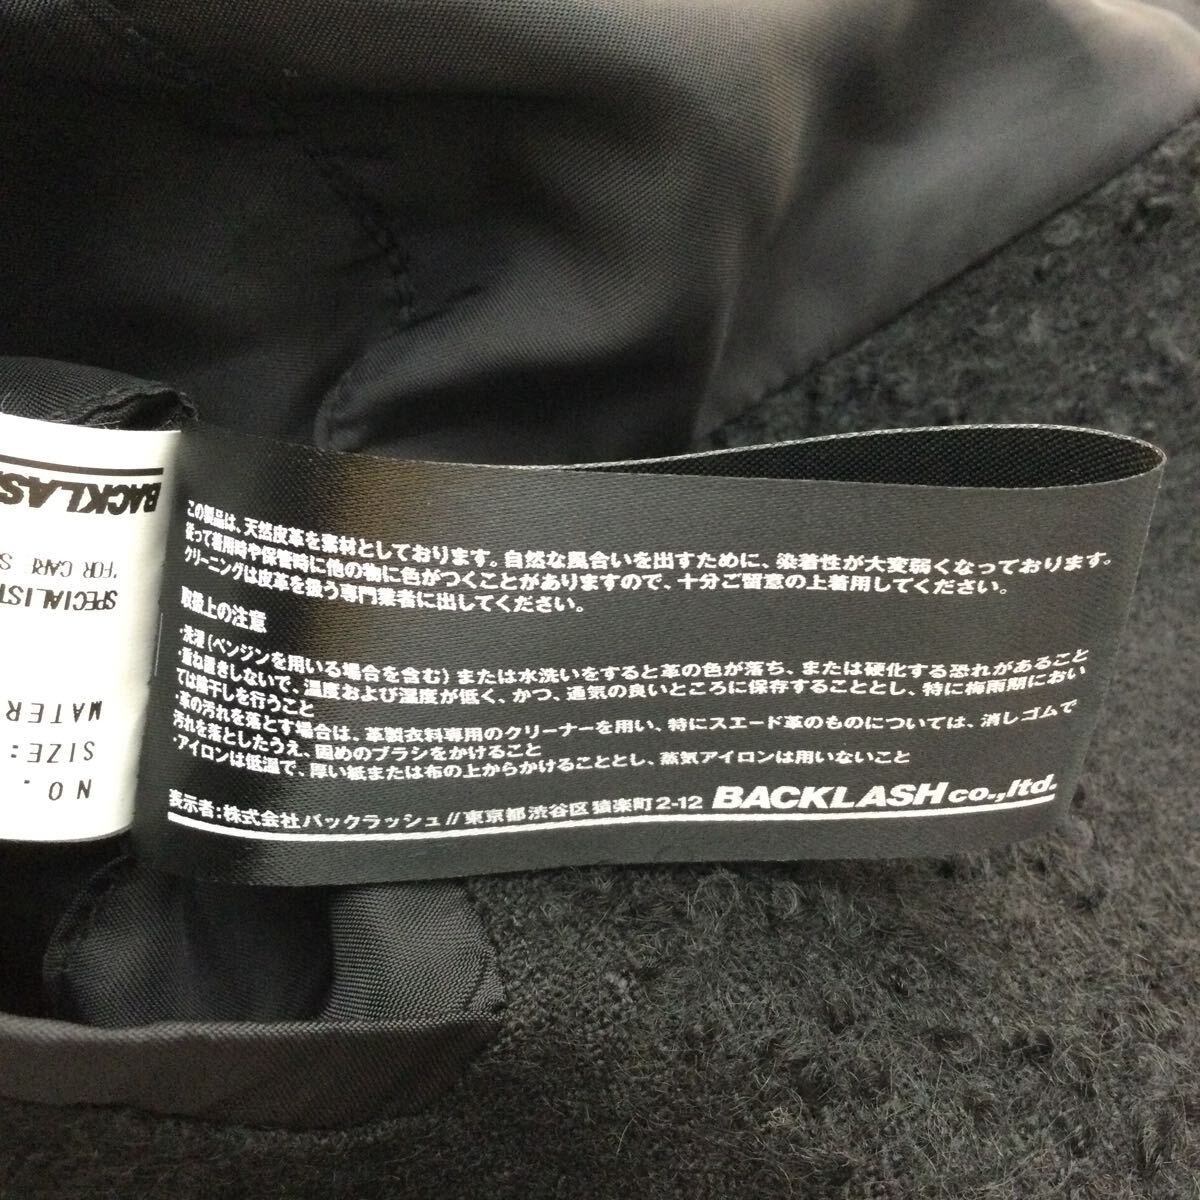 この製品は、天然皮革を素材としております。自然な風合いを出すために、染着性が大変弱くなっております。
従って着用時や保管時に他の物に色がつくことがありますので、十分ご留意の上着用してください。
クリーニングは皮革を扱う専門業者に出してください。
取扱上の注意
・洗濯(ベンジンを用いる場合を含む)または水洗いをすると革の色が落ち、または硬化する恐れがあること
・重ね置きしないで、温度および湿度が低く、かつ、通気の良いところに保存することとし、特に梅雨期におい
ては陰干しを行うこと
・革の汚れを落とす場合は、革製衣料専用のクリーナーを用い、特にスエード革のものについては、消しゴムで
汚れを落としたうえ、固めのブラシをかけること
・アイロンは低温で、厚い紙または布の上からかけることとし、蒸気アイロンは用いないこと
表示者:株式会社バックラッシュ//東京都渋谷区猿楽町2-12 BACKLASH co.,ltd.
NO.
SIZE:
MATER
SPECIALIST
"FOR CARE S
BACKLAS